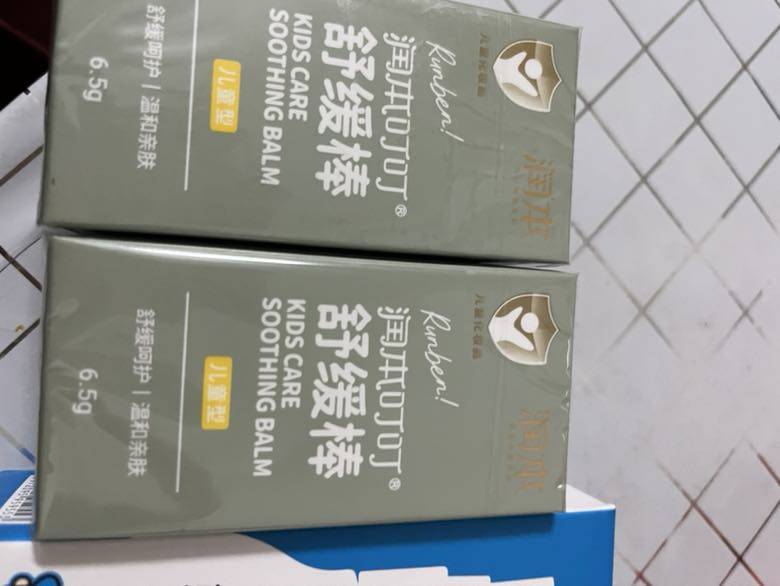 儿童化妆品
润本
Runben!
润本叮叮®
舒缓棒
KIDS CARE
SOOTHING BALM
儿童型
舒缓呵护 | 温和亲肤
6.5g
儿童化妆品
润本
Runben!
润本叮叮®
舒缓棒
KIDS CARE
SOOTHING BALM
儿童型
舒缓呵护 | 温和亲肤
6.5g